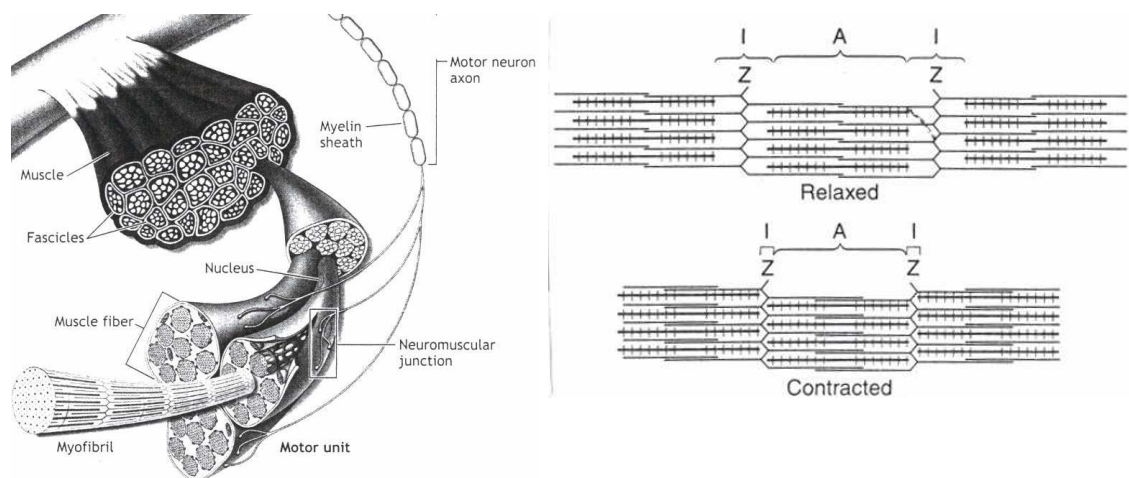 Motor neuron
axon
Myelin
sheath
Muscle
Fascicles
Nucleus
Muscle fiber
Neuromuscular
junction
Myofibril
Motor unit
I A I
Z Z
Relaxed
I A I
Z Z
Contracted